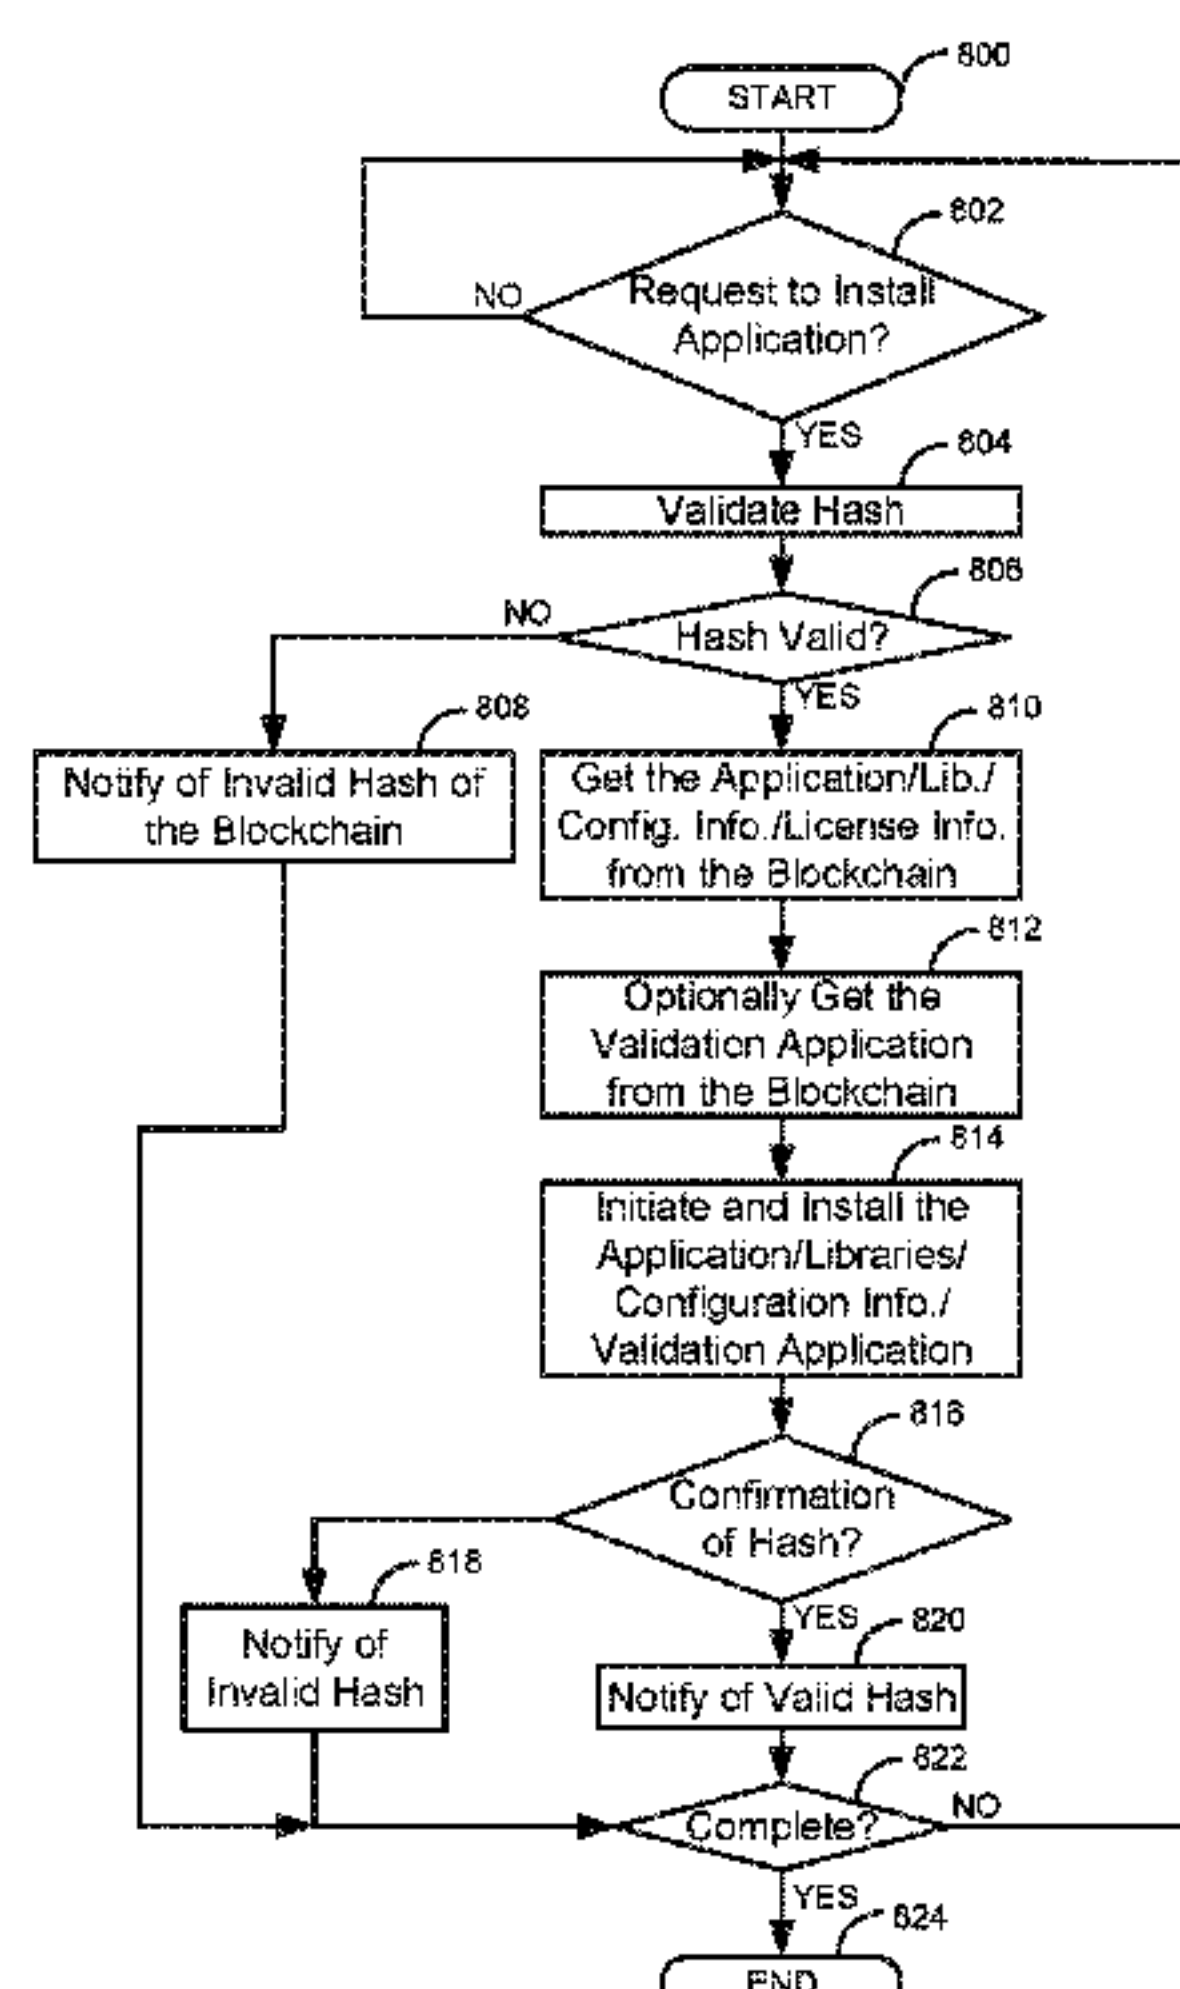 800
START
802
NO
Request to Install
Application?
YES
804
Validate Hash
806
NO
Hash Valid?
YES
808
810
Notify of Invalid Hash of
the Blockchain
Get the Application/Lib./
Config. Info./License Info.
from the Blockchain
812
Optionally Get the
Validation Application
from the Blockchain
814
Initiate and Install the
Application/Libraries/
Configuration Info./
Validation Application
816
Confirmation
of Hash?
818
YES
820
Notify of
Invalid Hash
Notify of Valid Hash
822
Complete?
NO
YES
824
END